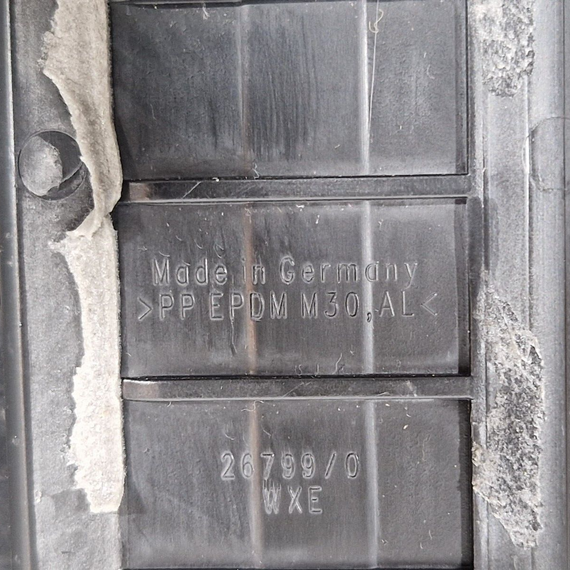 Made in Germany
>PP EPDM M30,AL<
26799/0
WXE